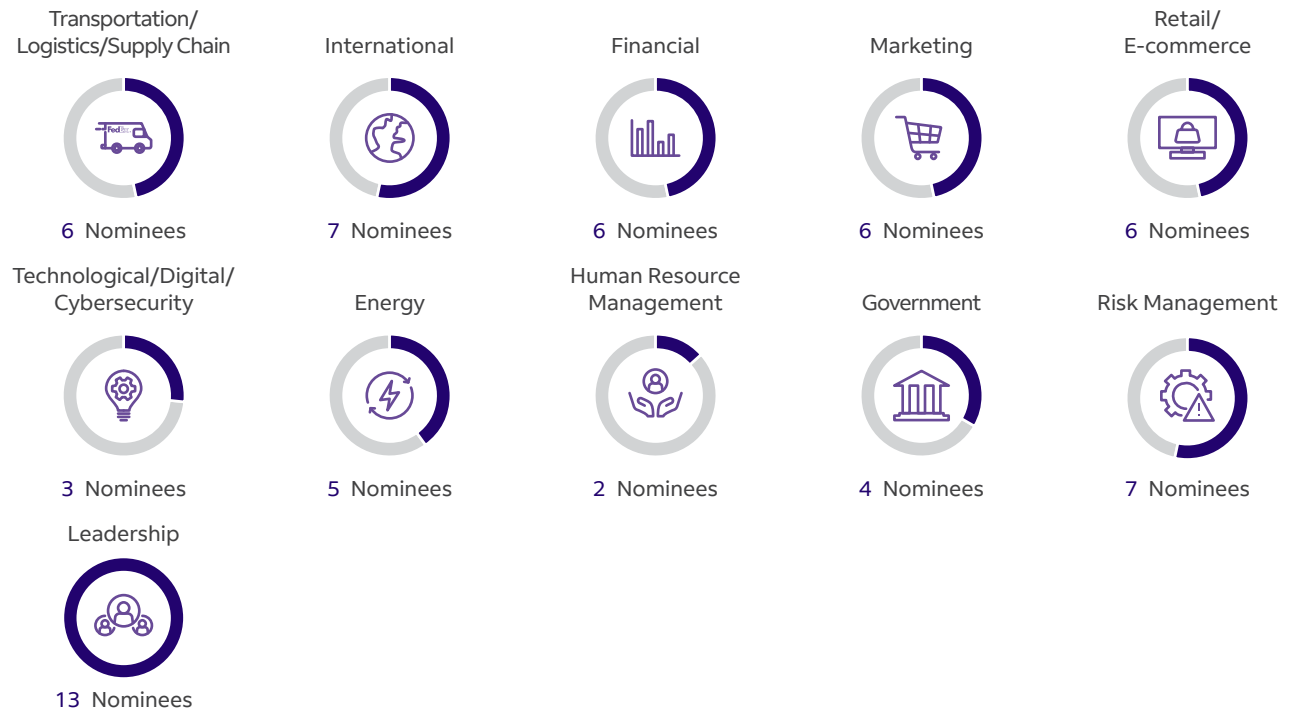 Transportation/
Logistics/Supply Chain
FedEx
6 Nominees
International
7 Nominees
Financial
6 Nominees
Marketing
6 Nominees
Retail/
E-commerce
6 Nominees
Technological/Digital/
Cybersecurity
3 Nominees
Energy
5 Nominees
Human Resource
Management
2 Nominees
Government
4 Nominees
Risk Management
!
7 Nominees
Leadership
13 Nominees